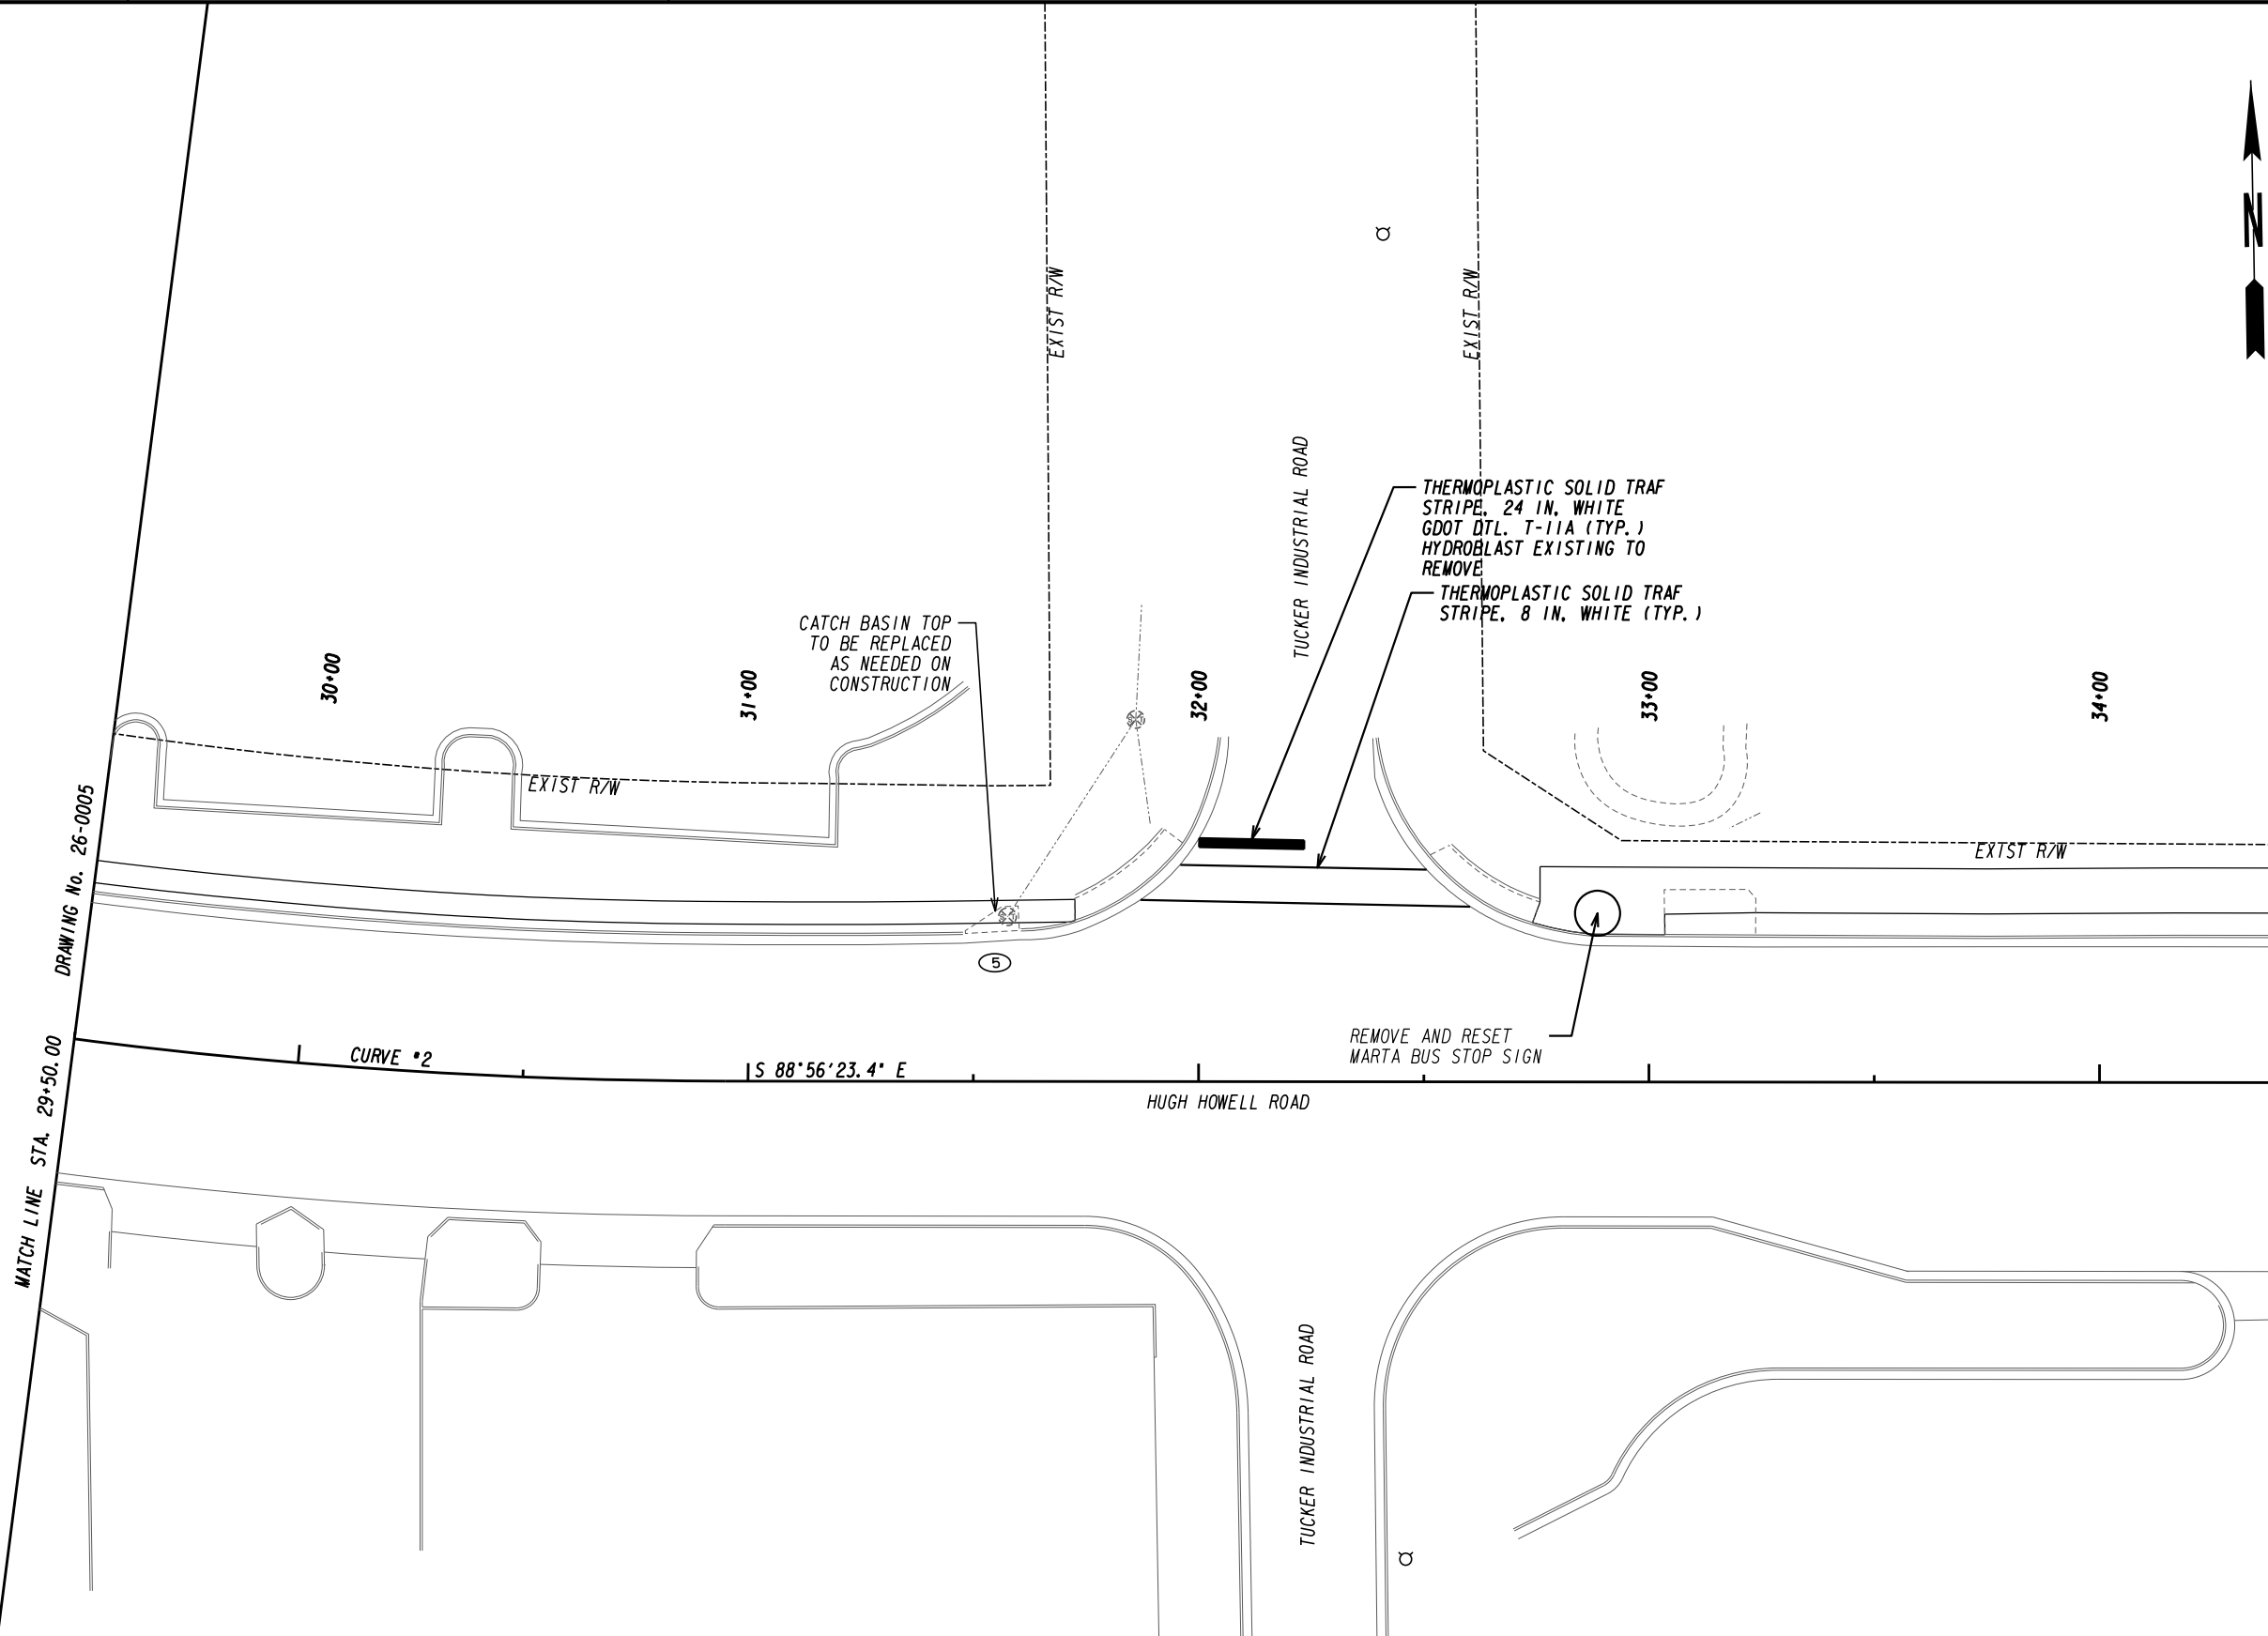 N
EXIST R/W
EXIST R/W
TUCKER INDUSTRIAL ROAD
THERMOPLASTIC SOLID TRAF
STRIPE, 24 IN, WHITE
GDOT DTL. T-11A (TYP.)
HYDROBLAST EXISTING TO
REMOVE
THERMOPLASTIC SOLID TRAF
STRIPE, 8 IN, WHITE (TYP.)
CATCH BASIN TOP
TO BE REPLACED
AS NEEDED ON
CONSTRUCTION
30+00
31+00
32+00
33+00
34+00
EXIST R/W
EXIST R/W
5
REMOVE AND RESET
MARTA BUS STOP SIGN
CURVE #2
S 88°56'23.4" E
HUGH HOWELL ROAD
MATCH LINE STA. 29+50.00 DRAWING No. 26-0005
TUCKER INDUSTRIAL ROAD